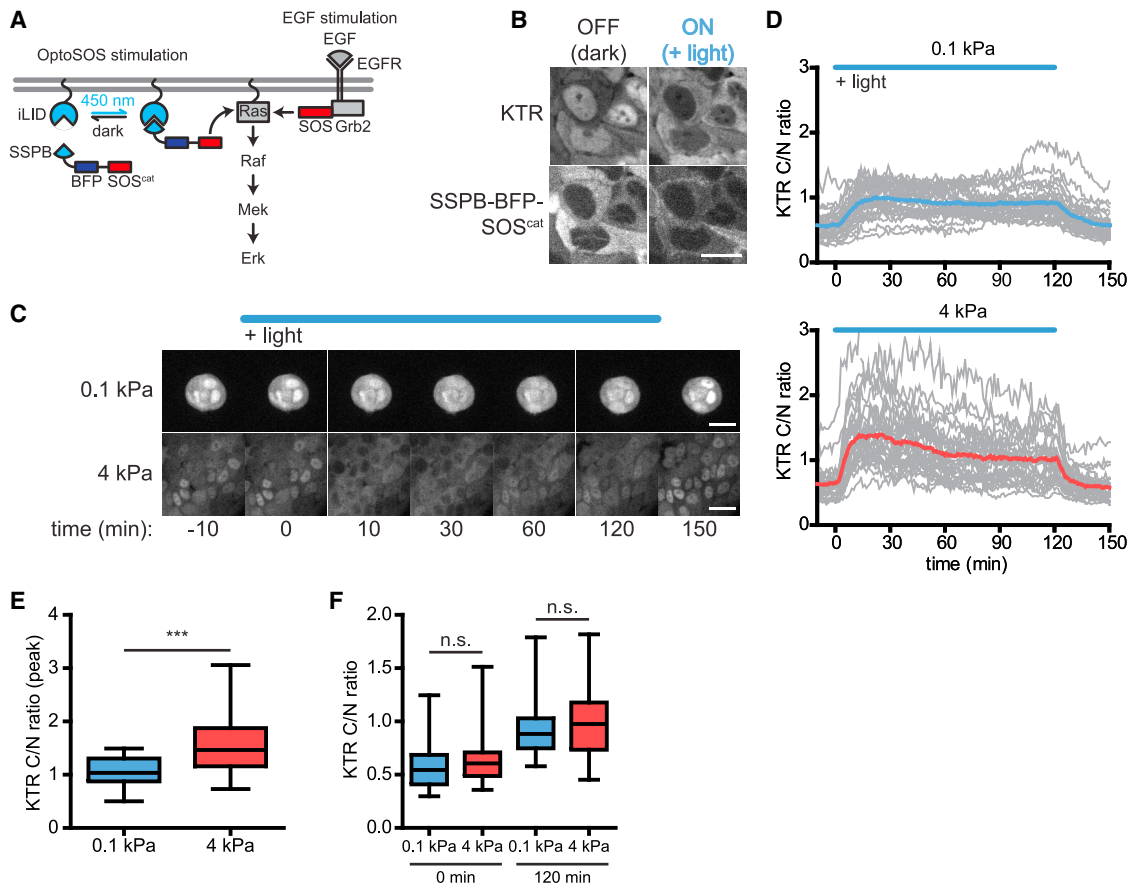 A
EGF stimulation
EGF
EGFR
OptoSOS stimulation
450 nm
dark
iLID
Ras
SOS Grb2
SSPB
BFP SOScat
Raf
Mek
Erk
B
OFF
(dark)
ON
(+ light)
KTR
SSPB-BFP-
SOScat
C
+ light
0.1 kPa
4 kPa
time (min): -10 0 10 30 60 120 150
D
0.1 kPa
+ light
KTR C/N ratio
3
2
1
0
0 30 60 90 120 150
4 kPa
KTR C/N ratio
3
2
1
0
0 30 60 90 120 150
time (min)
E
KTR C/N ratio (peak)
4
3
2
1
0
***
0.1 kPa 4 kPa
F
KTR C/N ratio
2.0
1.5
1.0
0.5
0.0
n.s.
n.s.
0.1 kPa 4 kPa 0.1 kPa 4 kPa
0 min 120 min